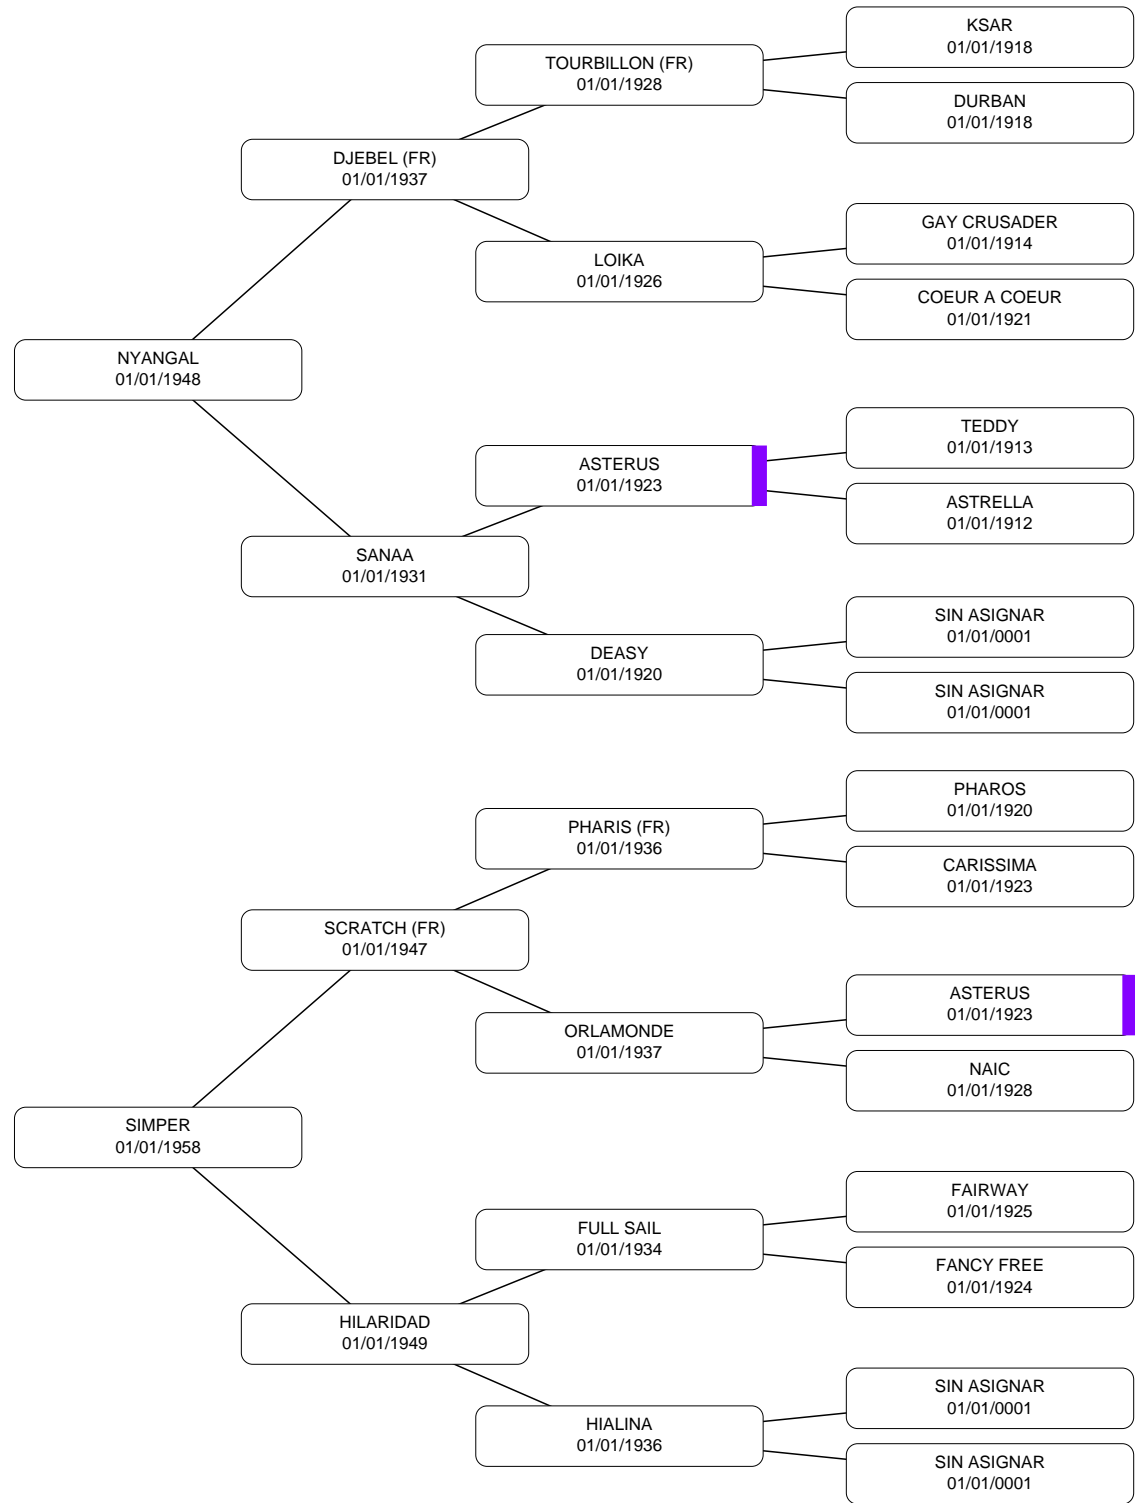 KSAR
01/01/1918
TOURBILLON (FR)
01/01/1928
DURBAN
01/01/1918
DJEBEL (FR)
01/01/1937
GAY CRUSADER
01/01/1914
LOIKA
01/01/1926
COEUR A COEUR
01/01/1921
NYANGAL
01/01/1948
TEDDY
01/01/1913
ASTERUS
01/01/1923
ASTRELLA
01/01/1912
SANAA
01/01/1931
SIN ASIGNAR
01/01/0001
DEASY
01/01/1920
SIN ASIGNAR
01/01/0001
PHAROS
01/01/1920
PHARIS (FR)
01/01/1936
CARISSIMA
01/01/1923
SCRATCH (FR)
01/01/1947
ASTERUS
01/01/1923
ORLAMONDE
01/01/1937
NAIC
01/01/1928
SIMPER
01/01/1958
FAIRWAY
01/01/1925
FULL SAIL
01/01/1934
FANCY FREE
01/01/1924
HILARIDAD
01/01/1949
SIN ASIGNAR
01/01/0001
HIALINA
01/01/1936
SIN ASIGNAR
01/01/0001